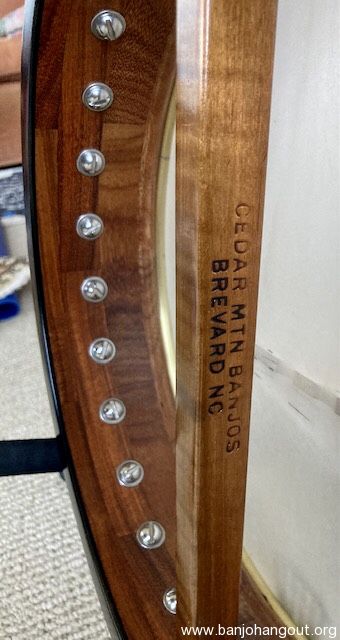 CEDAR MTN BANJOS
BREVARD NC
www.banjohangout.org